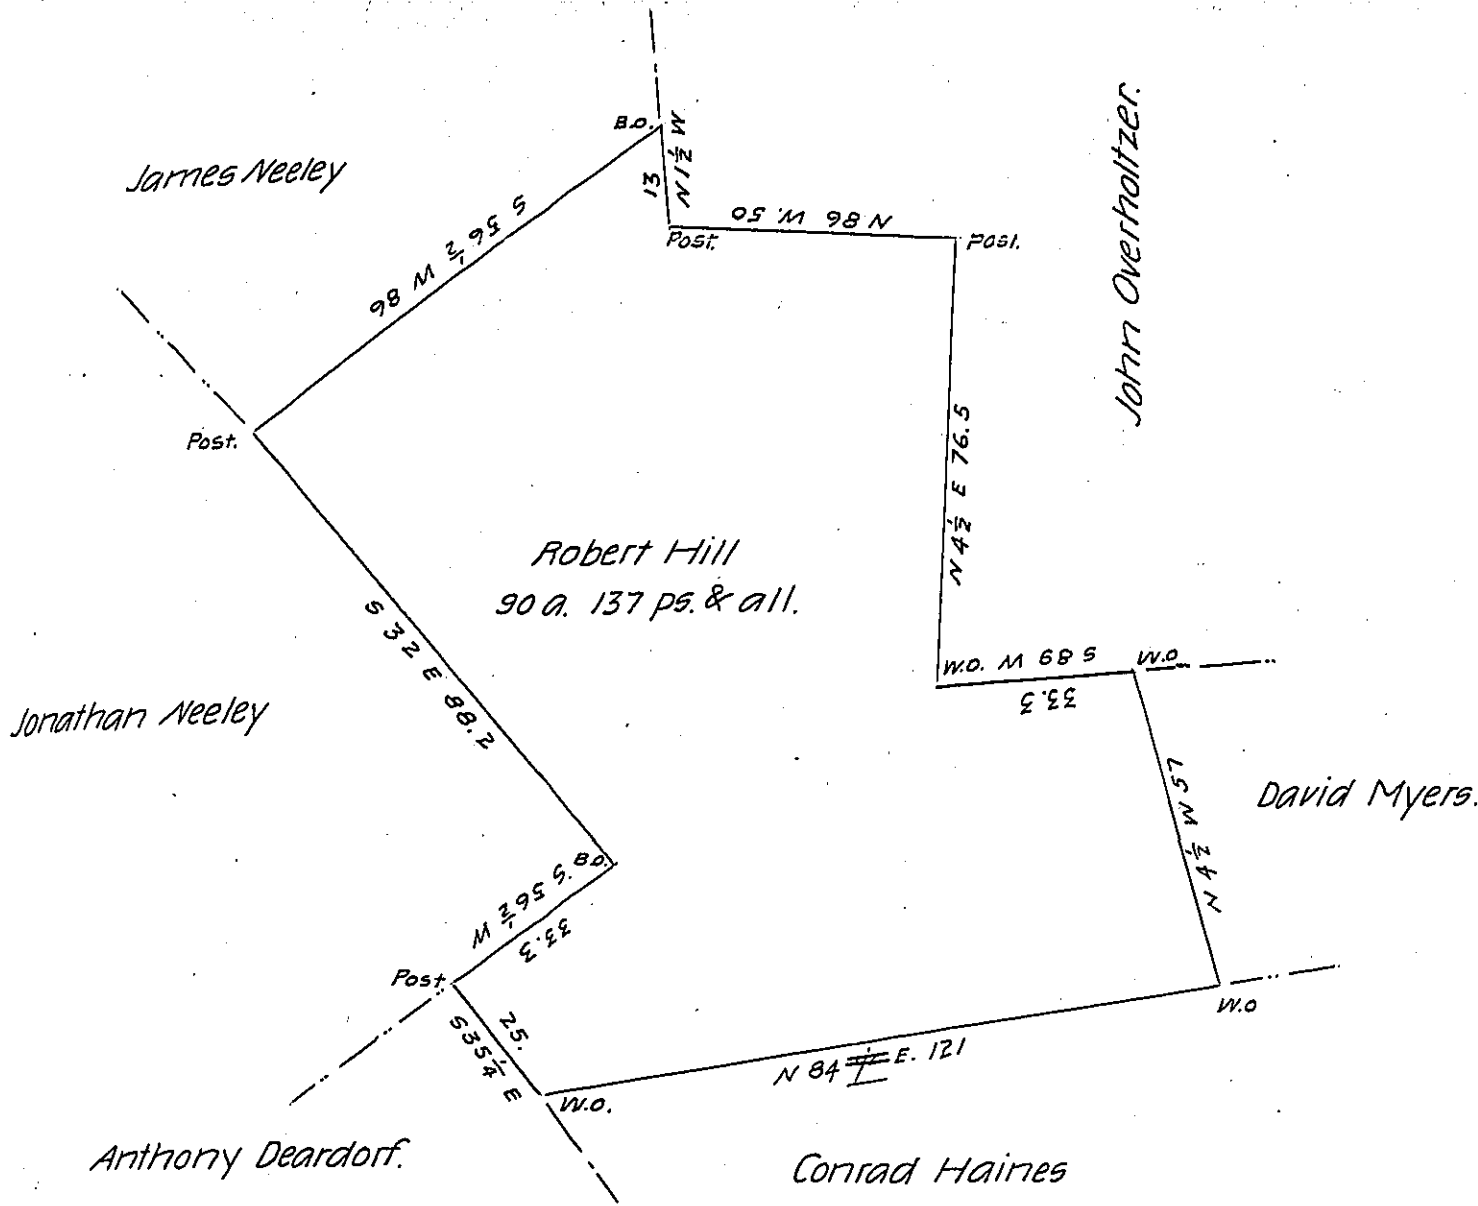 James Neeley
B.O.
13
N 1½ W
Post.
N 86 W. 50
Post.
John Overholtzer.
S 56½ W 86
Post.
N 4½ E 76.5
Robert Hill
90 a. 137 ps. & all.
S 32 E 88.2
W.O.
S 89 W
33.3
W.O
Jonathan Neeley
N 4½ W 57
David Myers.
B.O.
S. 56½ W
33.3
Post
25.
S 35¼ E
W.O
N 84 E. 121
W.O.
Anthony Deardorf.
Conrad Haines